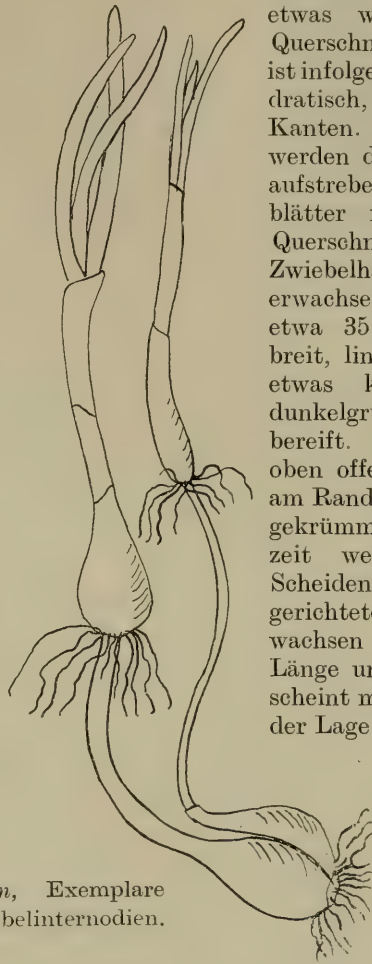 etwas w
Querschn
ist infolge
dratisch,
Kanten.
werden d
aufstrebe
blätter
Querschn
Zwiebelh
erwachse
etwa 35
breit, lin
etwas k
dunkelgr
bereift.
oben offe
am Rand
gekrümm
zeit we
Scheiden
gerichtet
wachsen
Länge un
scheint m
der Lage
n, Exemplare
belinternodien.